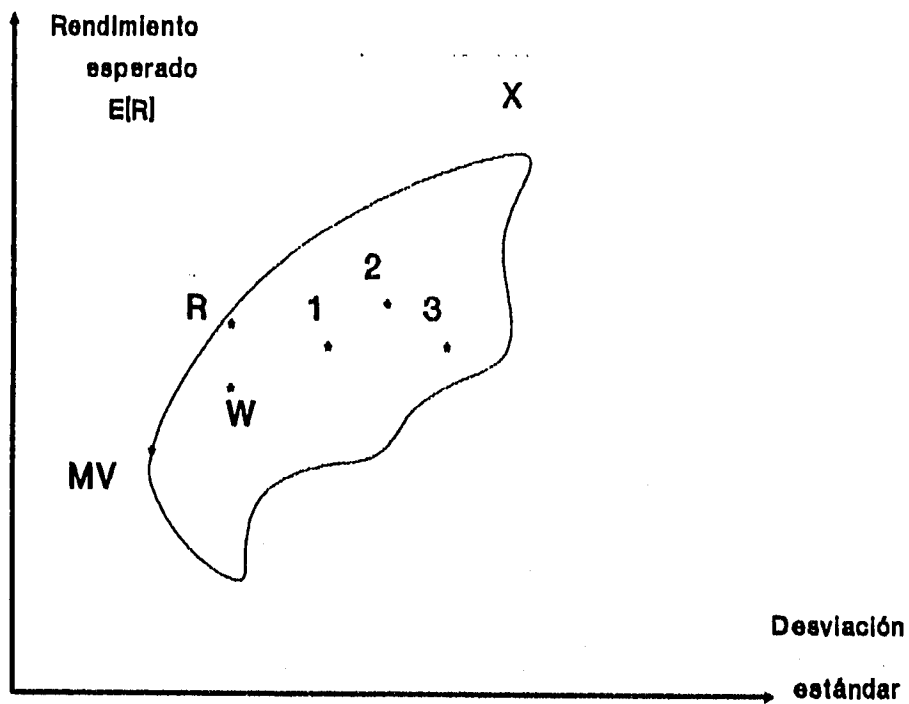 Rendimiento
esperado
E[R]
X
2
R
1
3
W
MV
Desviación
estándar